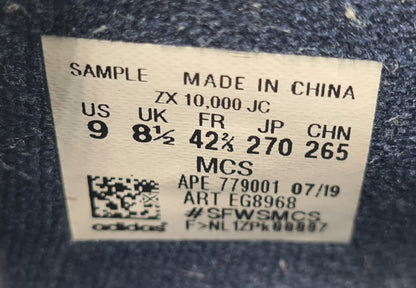 SAMPLE MADE IN CHINA
ZX 10,000 JC
US UK FR JP CHN
9 8½ 42⅔ 270 265
MCS
APE 779001 07/19
ART EG8968
#SFWSMCS
adidas